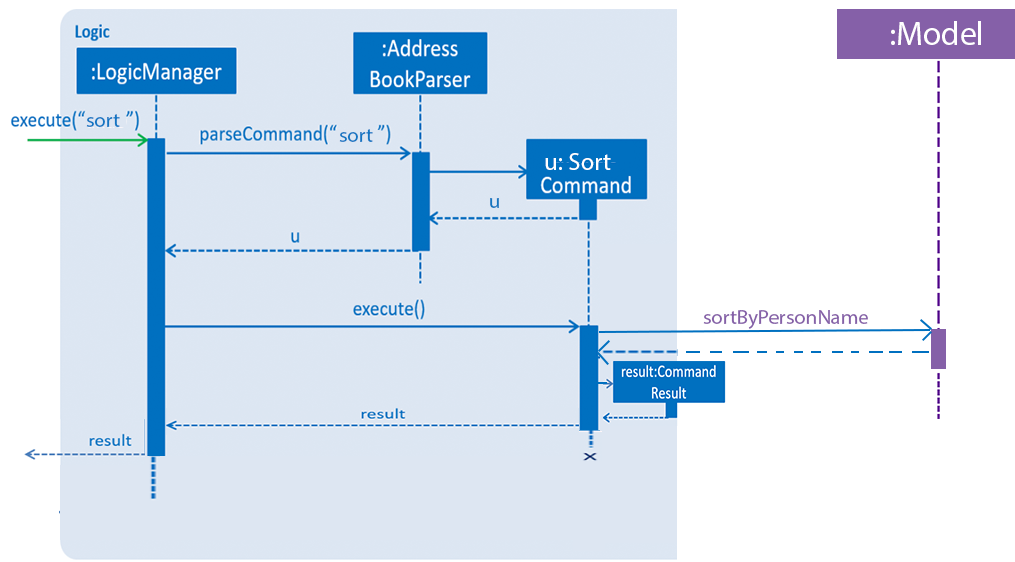 Logic
:Model
:LogicManager
:Address
BookParser
execute(“sort ”)
parseCommand(“sort ”)
u: Sort
Command
u
u
execute()
sortByPersonName
result:Command
Result
result
result
x